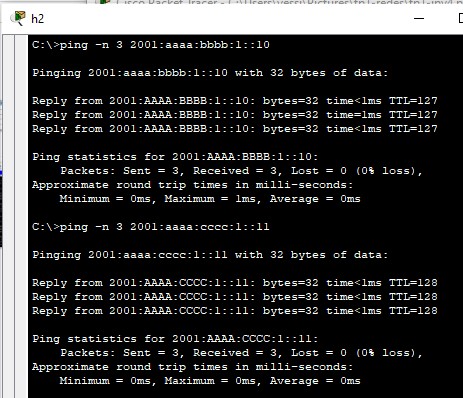 Cisco Packet Tracer - C:\Users\
h2
C:\>ping -n 3 2001:aaaa:bbbb:1::10
Pinging 2001:aaaa:bbbb:1::10 with 32 bytes of data:
Reply from 2001:AAAA:BBBB:1::10: bytes=32 time<1ms TTL=127
Reply from 2001:AAAA:BBBB:1::10: bytes=32 time=1ms TTL=127
Reply from 2001:AAAA:BBBB:1::10: bytes=32 time<1ms TTL=127
Ping statistics for 2001:AAAA:BBBB:1::10:
Packets: Sent = 3, Received = 3, Lost = 0 (0% loss),
Approximate round trip times in milli-seconds:
Minimum = 0ms, Maximum = 1ms, Average = 0ms
C:\>ping -n 3 2001:aaaa:cccc:1::11
Pinging 2001:aaaa:cccc:1::11 with 32 bytes of data:
Reply from 2001:AAAA:CCCC:1::11: bytes=32 time<1ms TTL=128
Reply from 2001:AAAA:CCCC:1::11: bytes=32 time<1ms TTL=128
Reply from 2001:AAAA:CCCC:1::11: bytes=32 time<1ms TTL=128
Ping statistics for 2001:AAAA:CCCC:1::11:
Packets: Sent = 3, Received = 3, Lost = 0 (0% loss),
Approximate round trip times in milli-seconds:
Minimum = 0ms, Maximum = 0ms, Average = 0ms